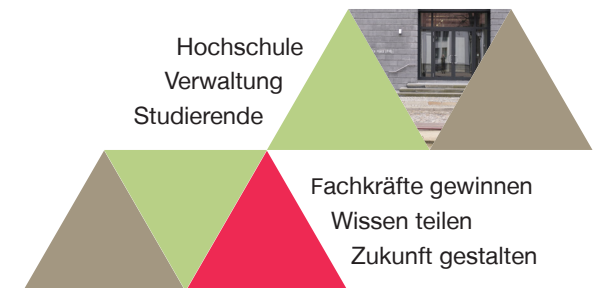 Hochschule
Verwaltung
Studierende
Fachkräfte gewinnen
Wissen teilen
Zukunft gestalten